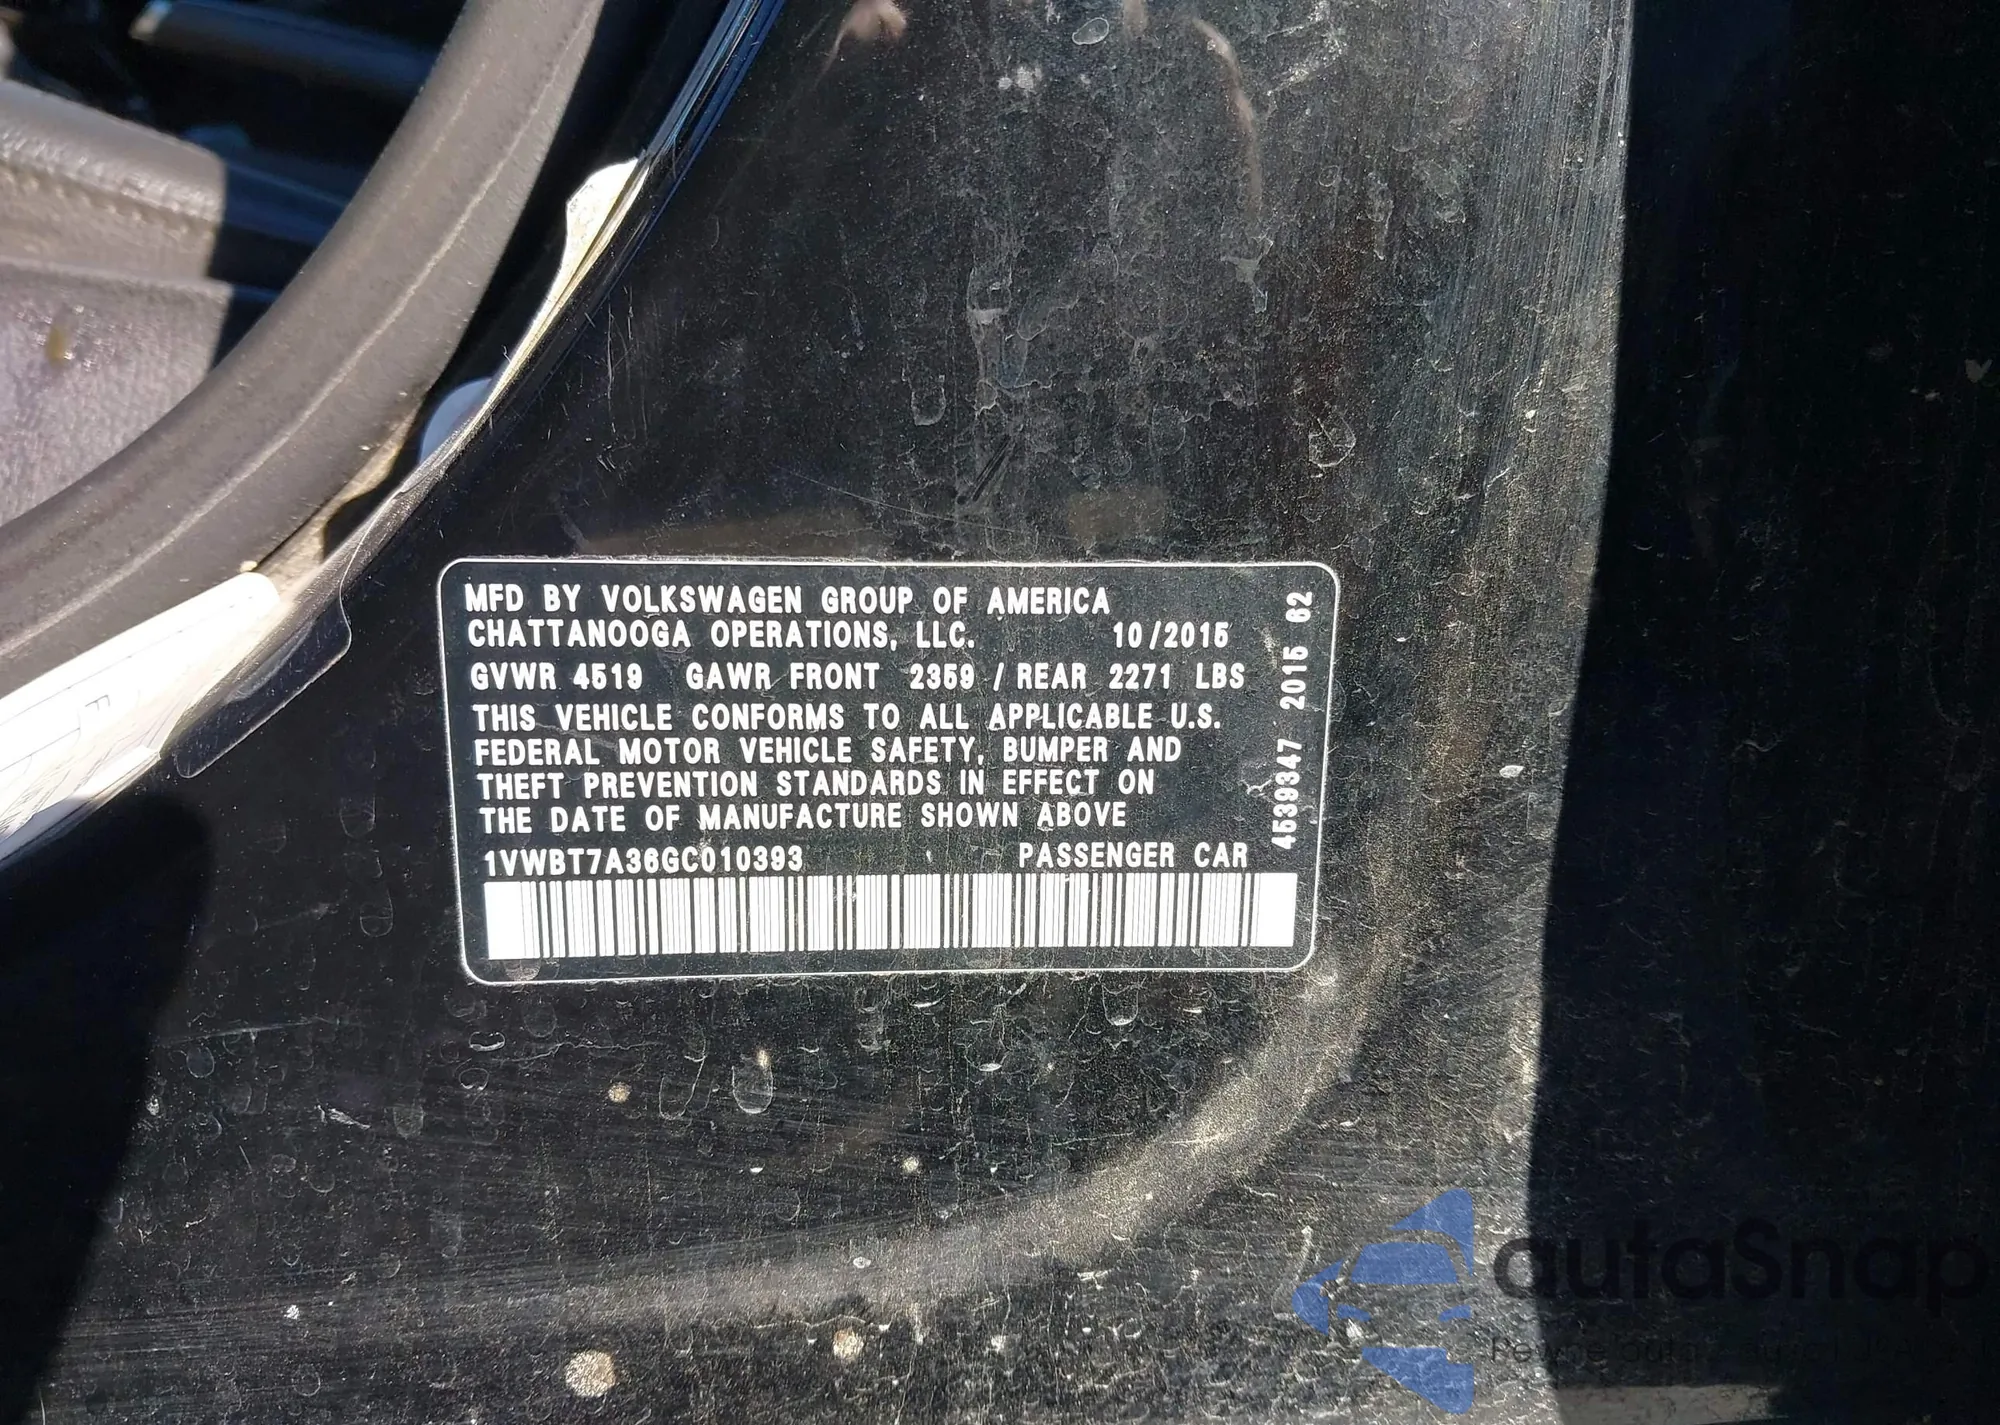 MFD BY VOLKSWAGEN GROUP OF AMERICA
CHATTANOOGA OPERATIONS, LLC. 10/2015
GVWR 4519 GAWR FRONT 2359 / REAR 2271 LBS
THIS VEHICLE CONFORMS TO ALL APPLICABLE U.S.
FEDERAL MOTOR VEHICLE SAFETY, BUMPER AND
THEFT PREVENTION STANDARDS IN EFFECT ON
THE DATE OF MANUFACTURE SHOWN ABOVE
1VWBT7A36GC010393 PASSENGER CAR
4539347 2015 62
autaSnap